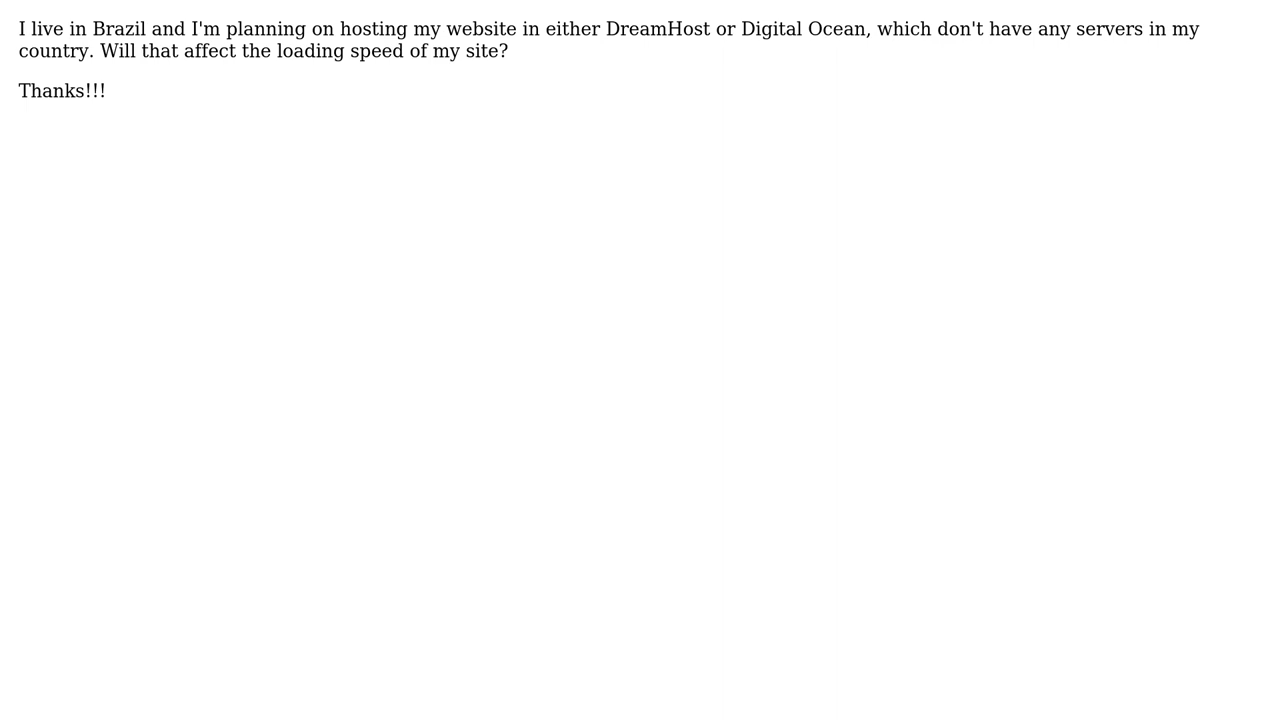 I live in Brazil and I'm planning on hosting my website in either DreamHost or Digital Ocean, which don't have any servers in my
country. Will that affect the loading speed of my site?
Thanks!!!